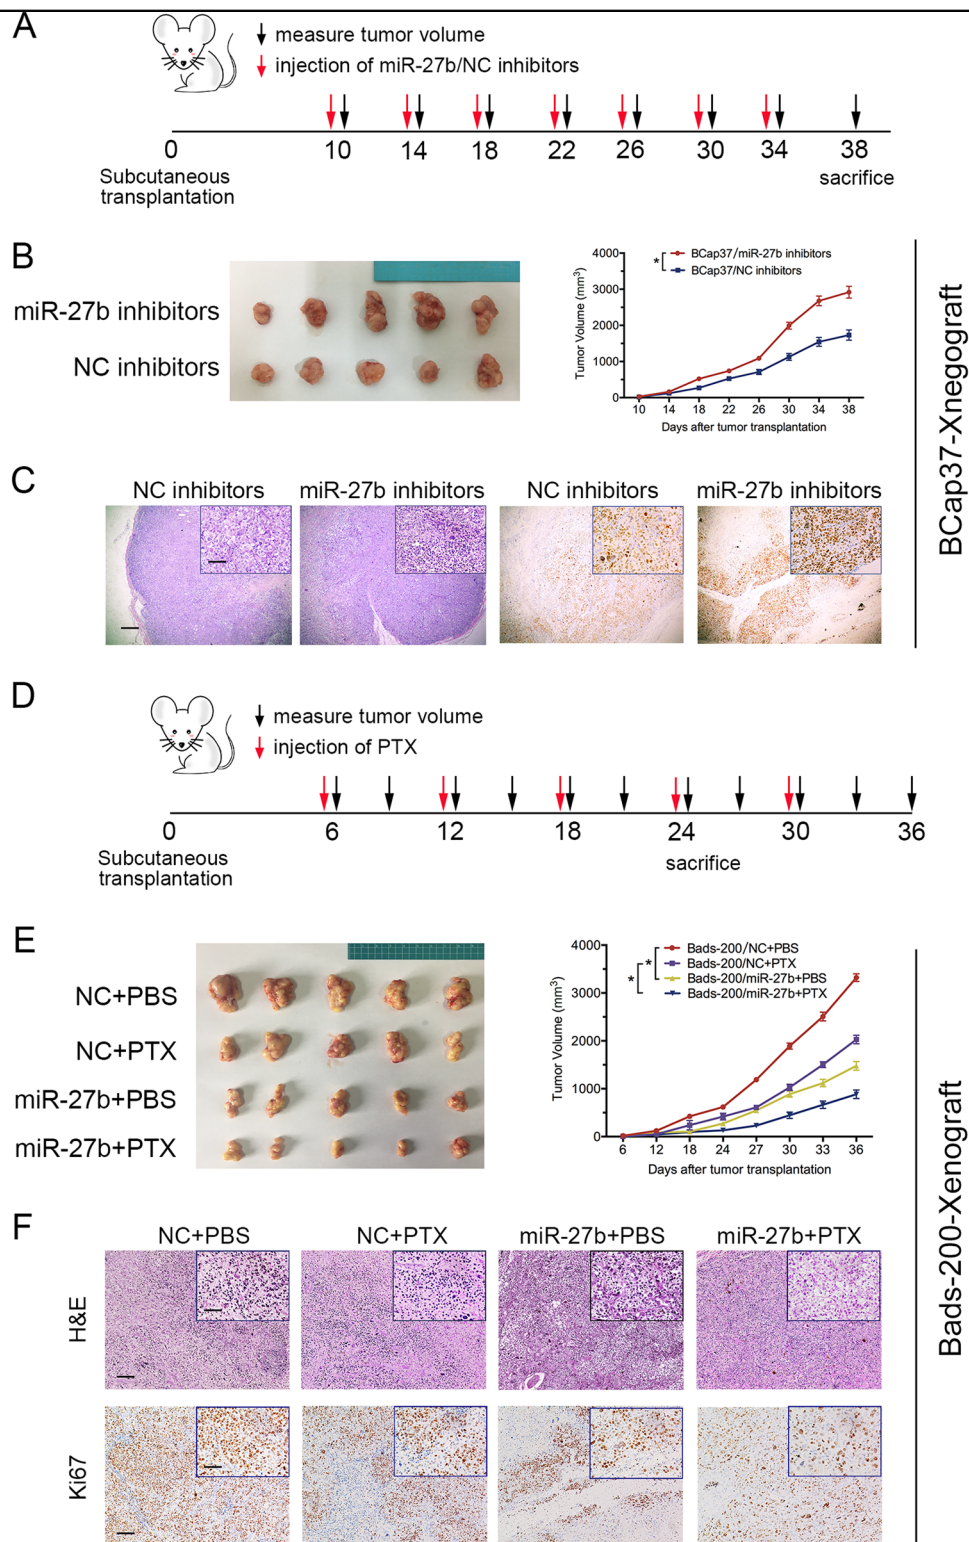 A
measure tumor volume
injection of miR-27b/NC inhibitors
0 10 14 18 22 26 30 34 38
Subcutaneous
transplantation
sacrifice
B
miR-27b inhibitors
NC inhibitors
4000
3000
2000
1000
0
Tumor Volume (mm³)
* BCap37/miR-27b inhibitors
BCap37/NC inhibitors
10 14 18 22 26 30 34 38
Days after tumor transplantation
C
NC inhibitors miR-27b inhibitors NC inhibitors miR-27b inhibitors
BCap37-Xnegograft
D
measure tumor volume
injection of PTX
0 6 12 18 24 30 36
Subcutaneous
transplantation
sacrifice
E
NC+PBS
NC+PTX
miR-27b+PBS
miR-27b+PTX
4000
3000
2000
1000
0
Tumor Volume (mm³)
* * Bads-200/NC+PBS
Bads-200/NC+PTX
Bads-200/miR-27b+PBS
Bads-200/miR-27b+PTX
6 12 18 24 27 30 33 36
Days after tumor transplantation
F
NC+PBS NC+PTX miR-27b+PBS miR-27b+PTX
H&E
Ki67
Bads-200-Xenograft